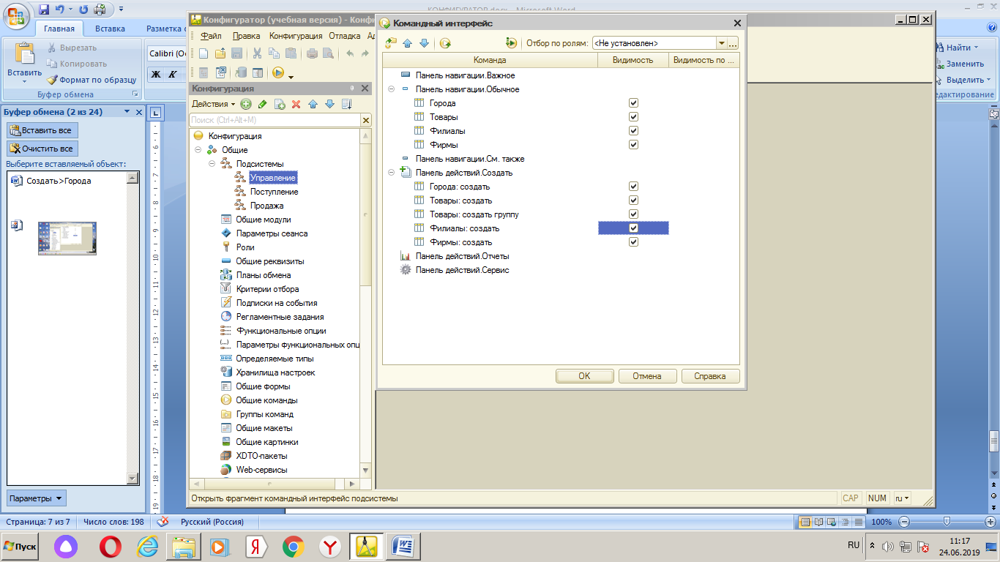 КОНФИГУРАТОР.docx - Microsoft Word
Главная
Вставка
Разметка с
Вставить
Вырезать
Копировать
Формат по образцу
Буфер обмена
Calibri (Ос
Ж К
Найти
Заменить
Выделить
едактирование
Буфер обмена (2 из 24)
Вставить все
Очистить все
Выберите вставляемый объект:
Создать>Города
Параметры
Конфигуратор (учебная версия) - Конфи
Файл Правка Конфигурация Отладка Ад
Конфигурация
Действия
Поиск (Ctrl+Alt+M)
Конфигурация
Общие
Подсистемы
Управление
Поступление
Продажа
Общие модули
Параметры сеанса
Роли
Общие реквизиты
Планы обмена
Критерии отбора
Подписки на события
Регламентные задания
Функциональные опции
Параметры функциональных опц
Определяемые типы
Хранилища настроек
Общие формы
Общие команды
Группы команд
Общие макеты
Общие картинки
XDTO-пакеты
Web-сервисы
Командный интерфейс
Отбор по ролям: <Не установлен>
Команда Видимость Видимость по ...
Панель навигации.Важное
Панель навигации.Обычное
Города
Товары
Филиалы
Фирмы
Панель навигации.См. также
Панель действий.Создать
Города: создать
Товары: создать
Товары: создать группу
Филиалы: создать
Фирмы: создать
Панель действий.Отчеты
Панель действий.Сервис
OK Отмена Справка
Открыть фрагмент командный интерфейс подсистемы
CAP NUM ru
Страница: 7 из 7 Число слов: 198 Русский (Россия) 100%
Пуск
RU
11:17
24.06.2019